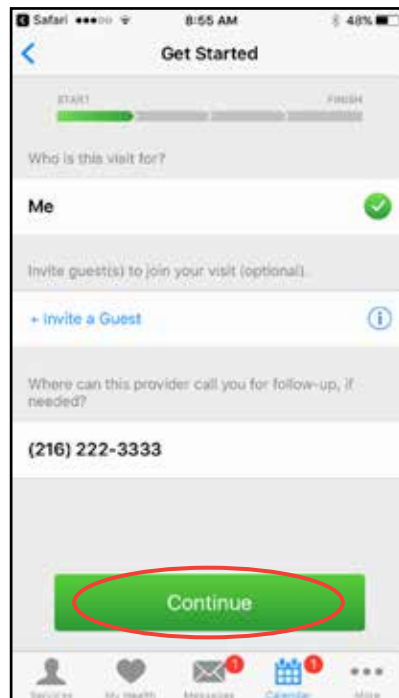 Safari 8:55 AM 48%
Get Started
START FINISH
Who is this visit for?
Me
Invite guest(s) to join your visit (optional).
+ Invite a Guest
Where can this provider call you for follow-up, if
needed?
(216) 222-3333
Continue
1 1
Services My Health Messages Calendar More